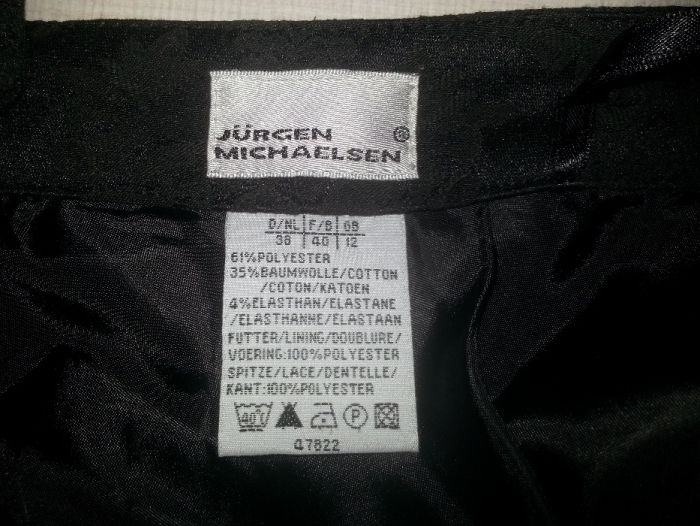 JÜRGEN ®
MICHAELSEN
D/NL F/B GB
38 40 12
61%POLYESTER
35%BAUMWOLLE/COTTON
/COTON/KATOEN
4%ELASTHAN/ELASTANE
/ELASTHANNE/ELASTAAN
FUTTER/LINING/DOUBLURE/
VOERING:100%POLYESTER
SPITZE/LACE/DENTELLE/
KANT:100%POLYESTER
40° P
47822